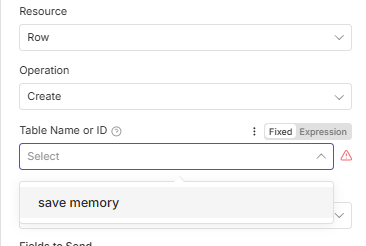 Resource
Row
Operation
Create
Table Name or ID
Fixed Expression
Select
save memory
Fields to Send